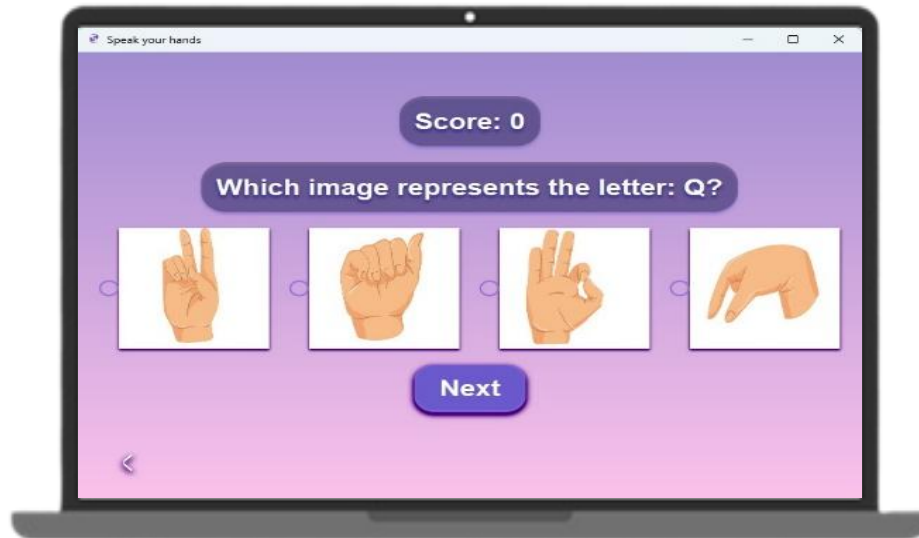 Speak your hands
Score: 0
Which image represents the letter: Q?
Next